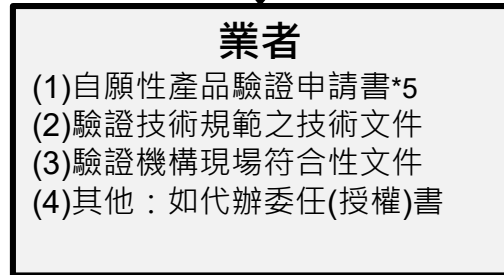 業者
(1)自願性產品驗證申請書*5
(2)驗證技術規範之技術文件
(3)驗證機構現場符合性文件
(4)其他：如代辦委任(授權)書